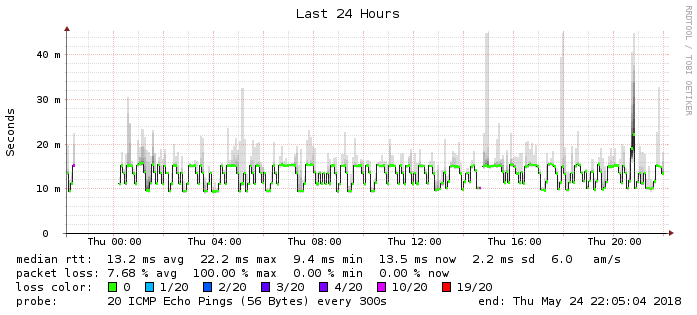 Last 24 Hours
RRDTOOL / TOBI OETIKER
Seconds
40 m
30 m
20 m
10 m
0
Thu 00:00 Thu 04:00 Thu 08:00 Thu 12:00 Thu 16:00 Thu 20:00
median rtt: 13.2 ms avg 22.2 ms max 9.4 ms min 13.5 ms now 2.2 ms sd 6.0 am/s
packet loss: 7.68 % avg 100.00 % max 0.00 % min 0.00 % now
loss color: 0 1/20 2/20 3/20 4/20 10/20 19/20
probe: 20 ICMP Echo Pings (56 Bytes) every 300s end: Thu May 24 22:05:04 2018